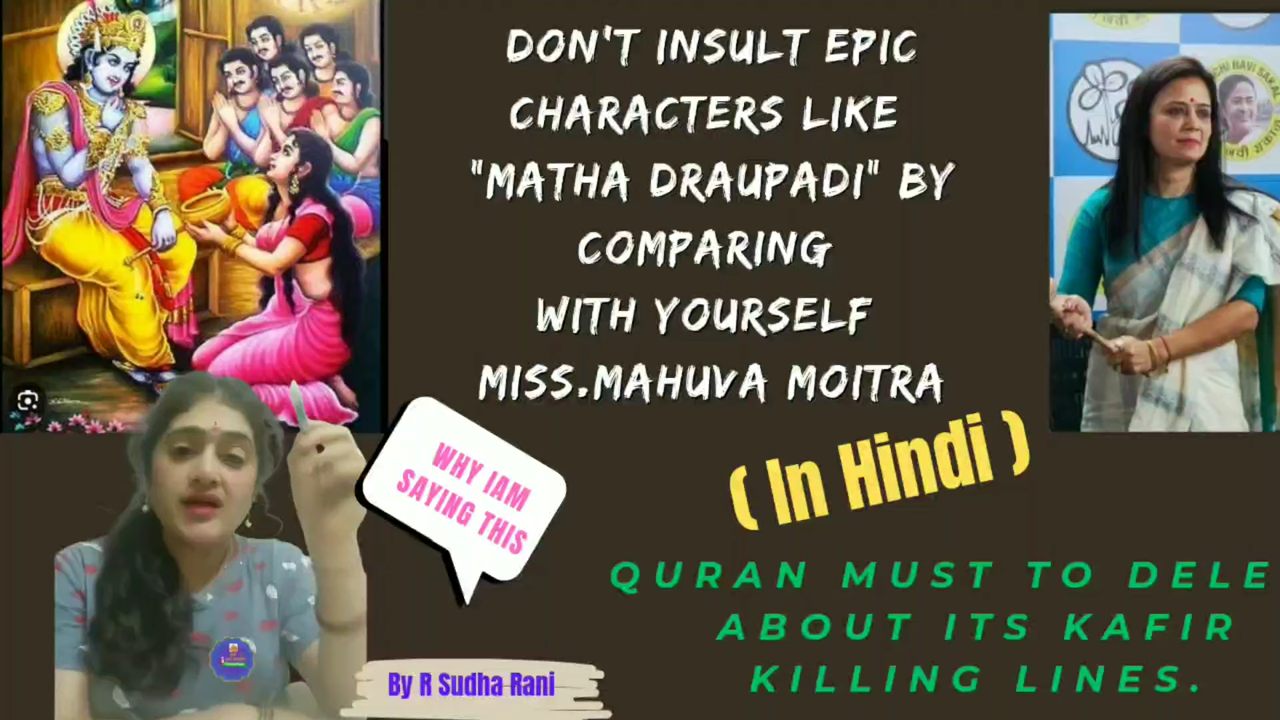 DON'T INSULT EPIC
CHARACTERS LIKE
"MATHA DRAUPADI" BY
COMPARING
WITH YOURSELF
MISS.MAHUVA MOITRA
( In Hindi )
WHY IAM
SAYING THIS
QURAN MUST TO DELE
ABOUT ITS KAFIR
KILLING LINES.
By R Sudha Rani